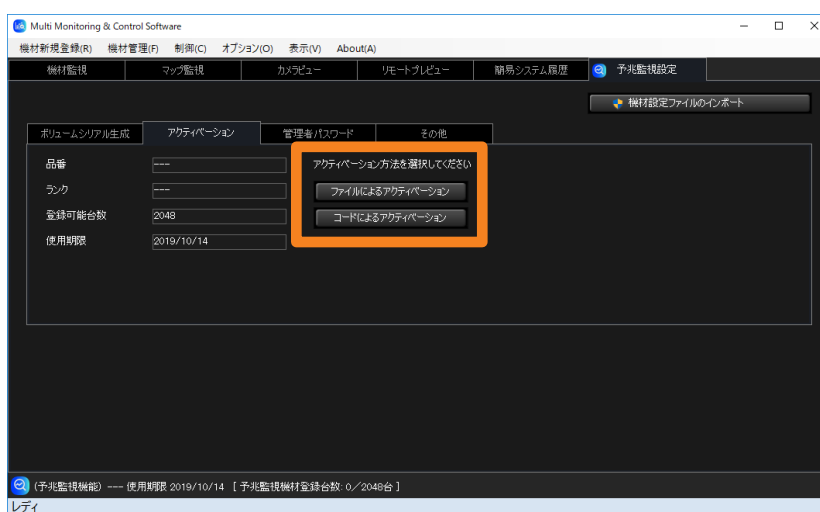 Multi Monitoring & Control Software
機材新規登録(R) 機材管理(F) 制御(C) オプション(O) 表示(V) About(A)
機材監視 マップ監視 カメラビュー リモートプレビュー 簡易システム履歴 予兆監視設定
機材設定ファイルのインポート
ボリュームシリアル生成 アクティベーション 管理者パスワード その他
品番 ---
ランク ---
登録可能台数 2048
使用期限 2019/10/14
アクティベーション方法を選択してください
ファイルによるアクティベーション
コードによるアクティベーション
(予兆監視機能) --- 使用期限 2019/10/14 [ 予兆監視機材登録台数: 0/2048台 ]
レディ